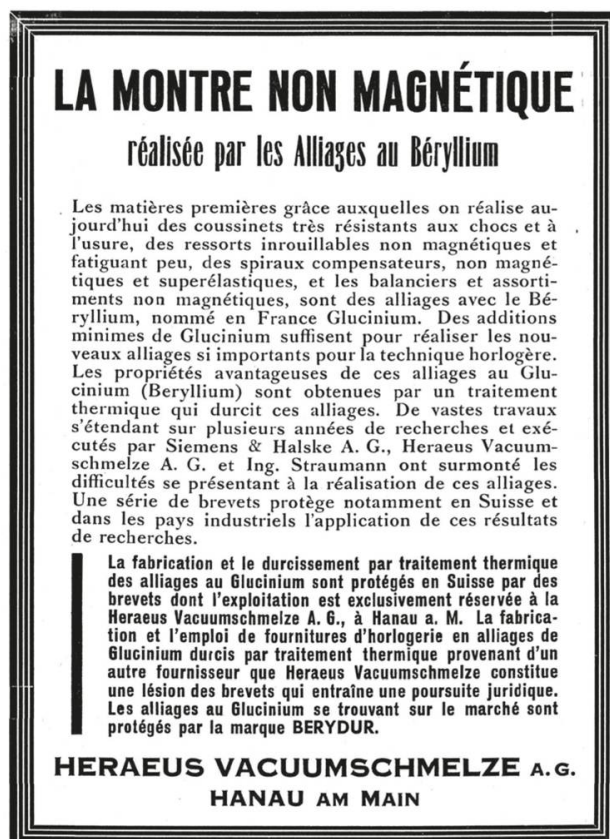 LA MONTRE NON MAGNÉTIQUE
réalisée par les Alliages au Béryllium
Les matières premières grâce auxquelles on réalise au-
jourd'hui des coussinets très résistants aux chocs et à
l'usure, des ressorts inrouillables non magnétiques et
fatiguant peu, des spiraux compensateurs, non magné-
tiques et superélastiques, et les balanciers et assorti-
ments non magnétiques, sont des alliages avec le Bé-
ryllium, nommé en France Glucinium. Des additions
minimes de Glucinium suffisent pour réaliser les nou-
veaux alliages si importants pour la technique horlogère.
Les propriétés avantageuses de ces alliages au Glu-
cinium (Beryllium) sont obtenues par un traitement
thermique qui durcit ces alliages. De vastes travaux
s'étendant sur plusieurs années de recherches et exé-
cutés par Siemens & Halske A. G., Heraeus Vacuum-
schmelze A. G. et Ing. Straumann ont surmonté les
difficultés se présentant à la réalisation de ces alliages.
Une série de brevets protège notamment en Suisse et
dans les pays industriels l'application de ces résultats
de recherches.
La fabrication et le durcissement par traitement thermique
des alliages au Glucinium sont protégés en Suisse par des
brevets dont l'exploitation est exclusivement réservée à la
Heraeus Vacuumschmelze A. G., à Hanau a. M. La fabrica-
tion et l'emploi de fournitures d'horlogerie en alliages de
Glucinium durcis par traitement thermique provenant d'un
autre fournisseur que Heraeus Vacuumschmelze constitue
une lésion des brevets qui entraîne une poursuite juridique.
Les alliages au Glucinium se trouvant sur le marché sont
protégés par la marque BERYDUR.
HERAEUS VACUUMSCHMELZE A. G.
HANAU AM MAIN